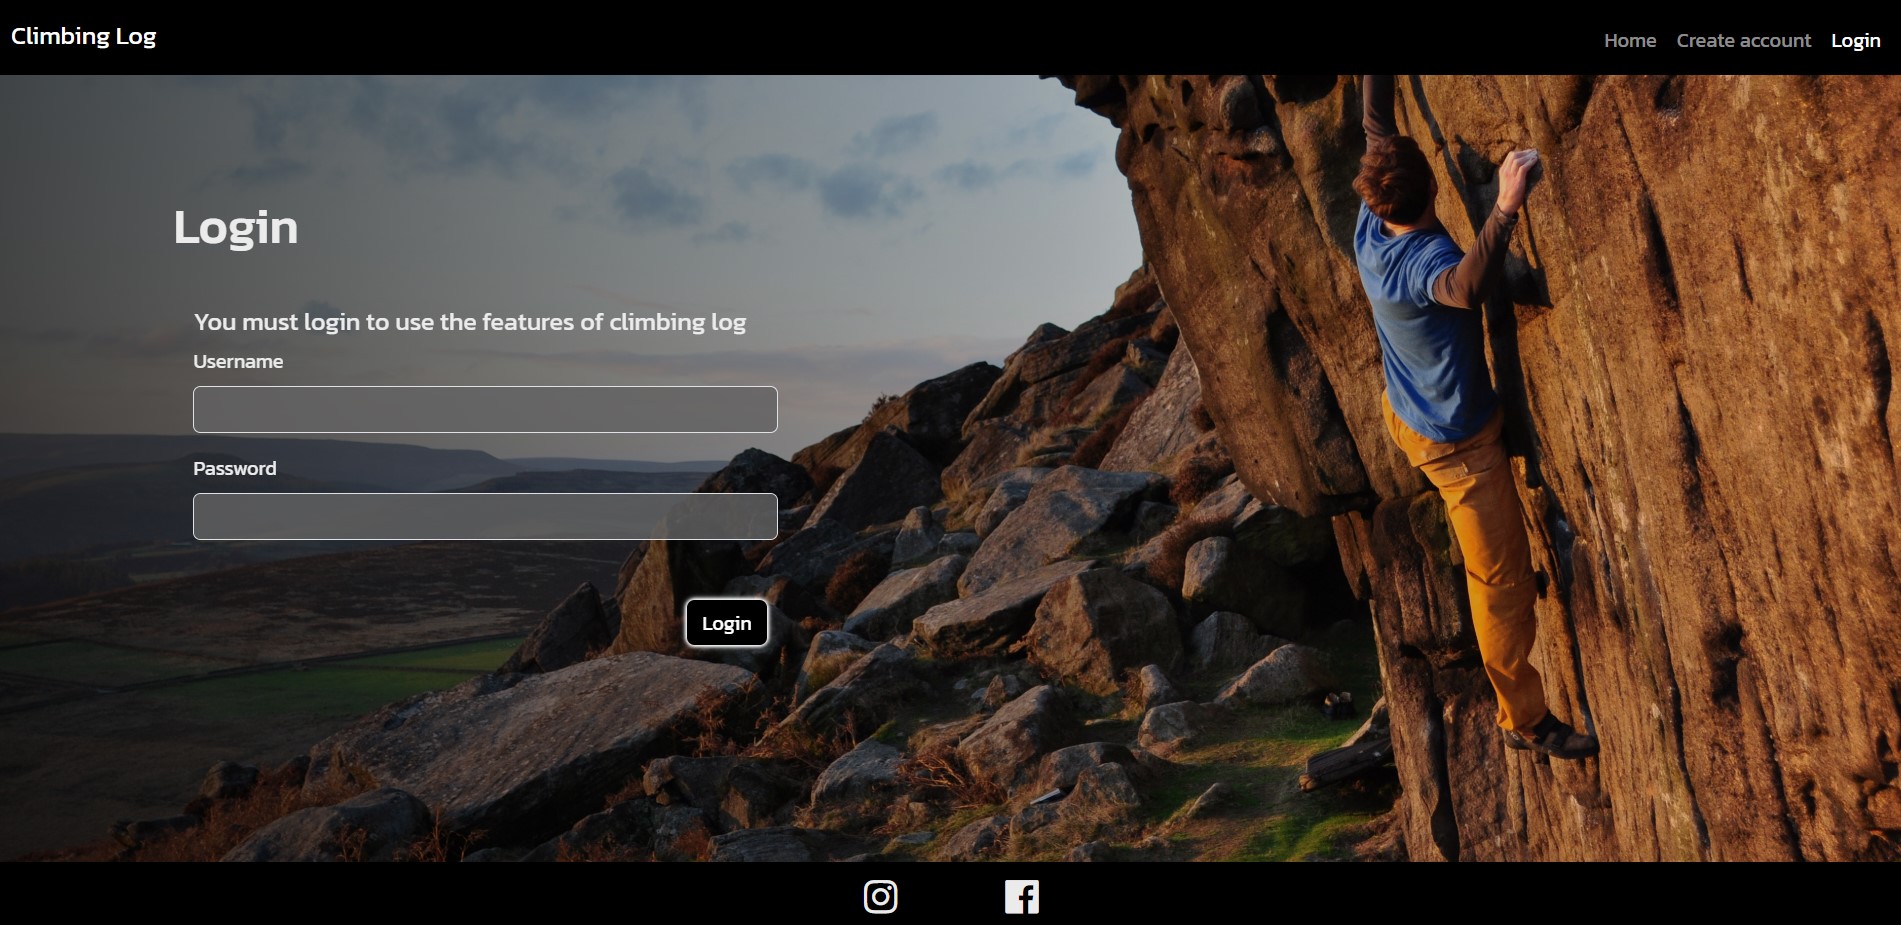 Climbing Log
Home Create account Login
Login
You must login to use the features of climbing log
Username
Password
Login